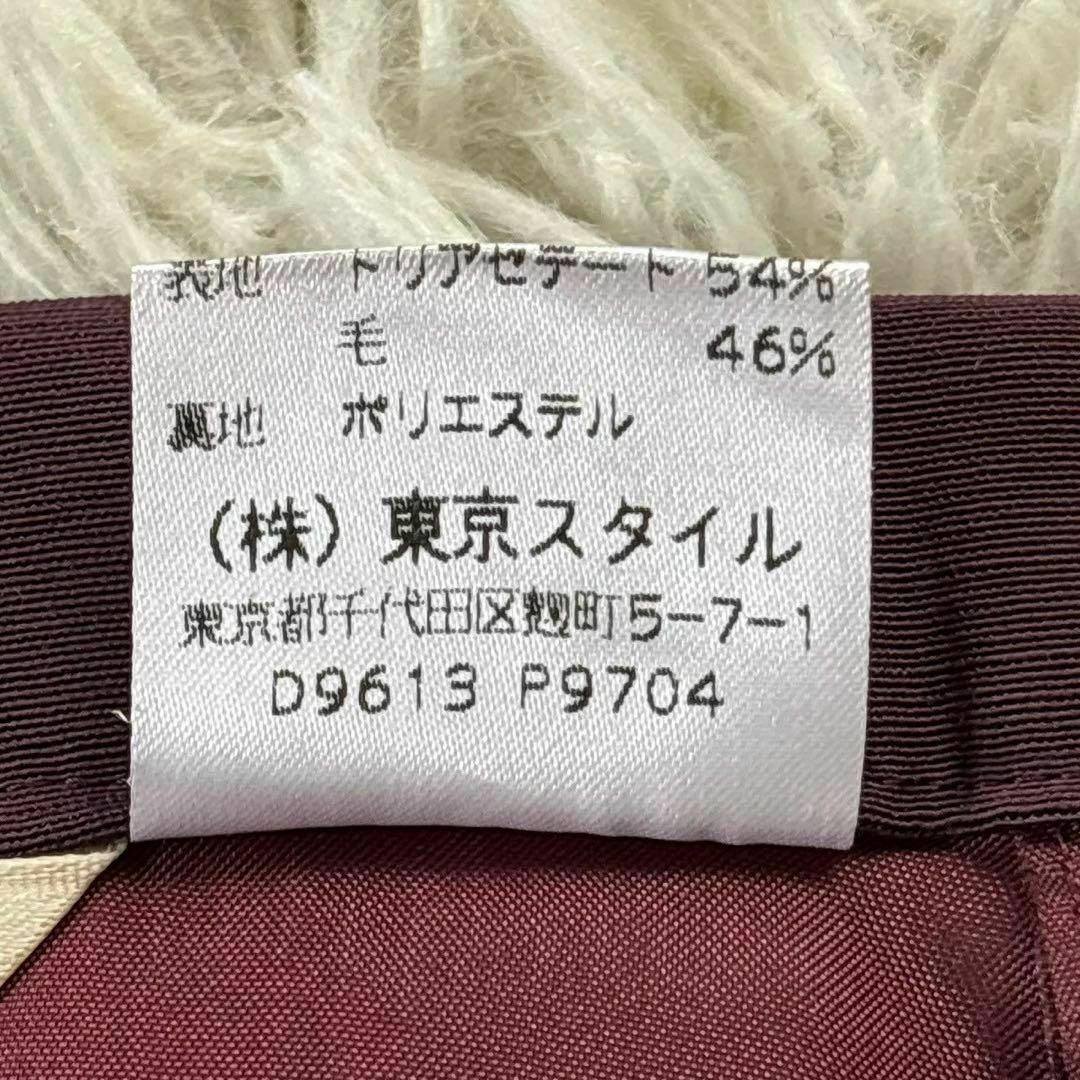 表地 トリアセテート 54%
毛 46%
裏地 ポリエステル
(株) 東京スタイル
東京都千代田区麹町5-7-1
D9613 P9704